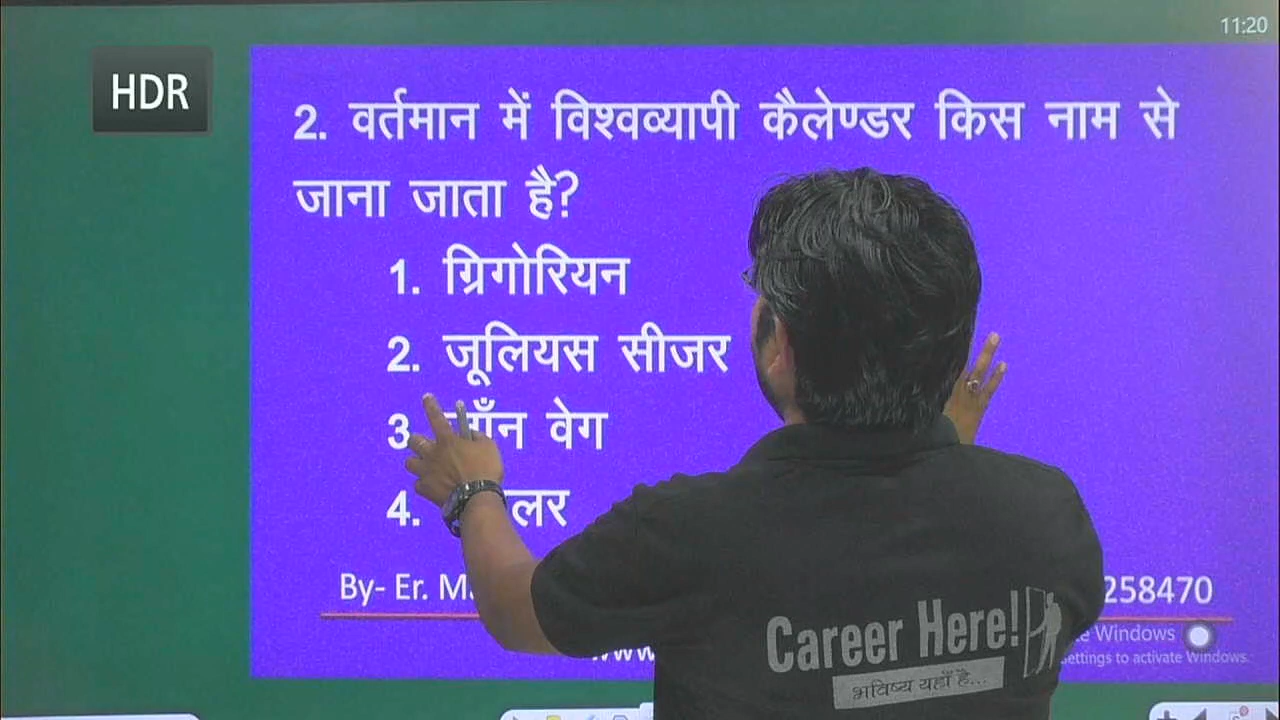 11:20
HDR
2. वर्तमान में विश्वव्यापी कैलेण्डर किस नाम से
जाना जाता है?
1. ग्रिगोरियन
2. जूलियस सीजर
3 वेग
4.
By- Er. 258470
Windows
Settings to activate Windows.
Career Here!
भविष्य यहाँ है...